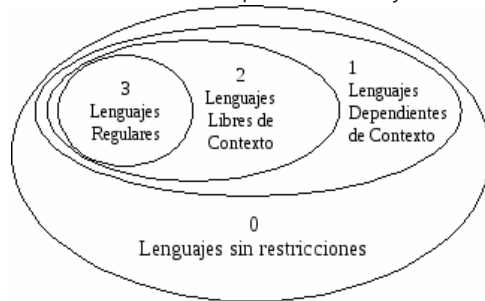 3
Lenguajes
Regulares
2
Lenguajes
Libres de
Contexto
1
Lenguajes
Dependientes
de Contexto
0
Lenguajes sin restricciones